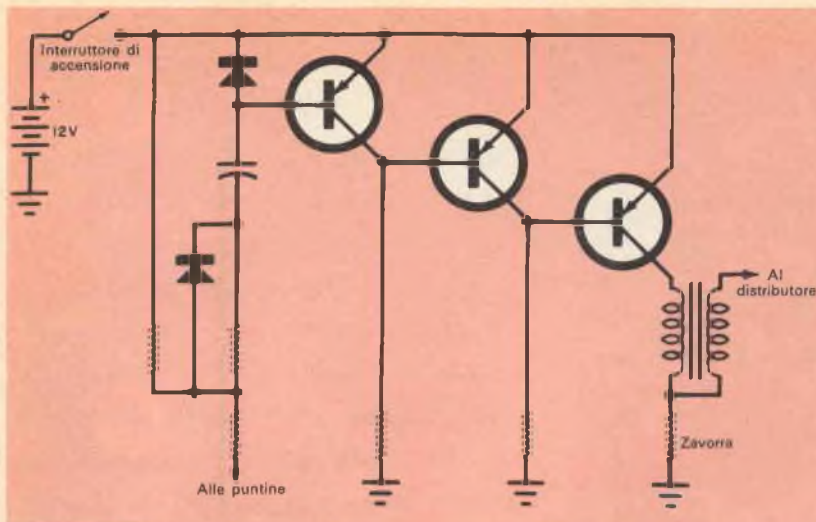 Interruttore di
accensione
+
12V
Al
distributore
Zavorra
Alle puntine